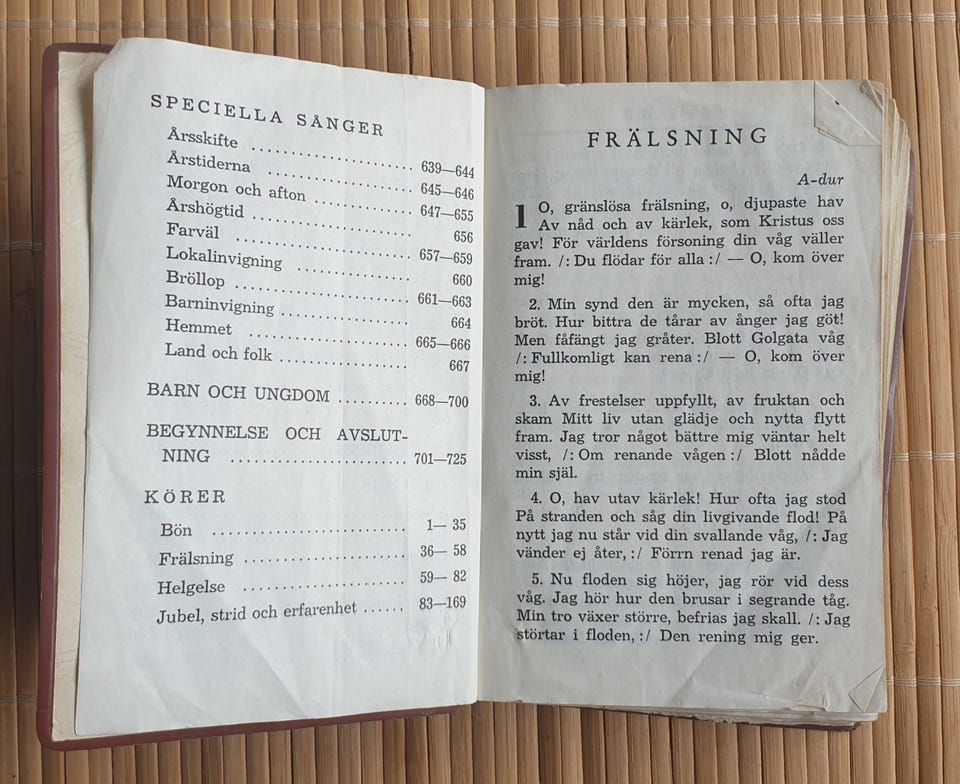 SPECIELLA SÅNGER
Årsskifte .................... 639—644
Årstiderna .................... 645—646
Morgon och afton .............. 647—655
Årshögtid .................... 656
Farväl .................... 657—659
Lokalinvigning ................ 660
Bröllop .................... 661—663
Barninvigning ................ 664
Hemmet .................... 665—666
Land och folk ................ 667
BARN OCH UNGDOM .......... 668—700
BEGYNNELSE OCH AVSLUT-
NING .................... 701—725
KÖRER
Bön .................... 1— 35
Frälsning .................... 36— 58
Helgelse .................... 59— 82
Jubel, strid och erfarenhet ...... 83—169
FRÄLSNING
A-dur
1 O, gränslösa frälsning, o, djupaste hav
Av nåd och av kärlek, som Kristus oss
gav! För världens försoning din våg väller
fram. /: Du flödar för alla :/ — O, kom över
mig!
2. Min synd den är mycken, så ofta jag
bröt. Hur bittra de tårar av ånger jag göt!
Men fåfängt jag gråter. Blott Golgata våg
/: Fullkomligt kan rena :/ — O, kom över
mig!
3. Av frestelser uppfyllt, av fruktan och
skam Mitt liv utan glädje och nytta flytt
fram. Jag tror något bättre mig väntar helt
visst, /: Om renande vågen :/ Blott nådde
min själ.
4. O, hav utav kärlek! Hur ofta jag stod
På stranden och såg din livgivande flod! På
nytt jag nu står vid din svallande våg, /: Jag
vänder ej åter, :/ Förrn renad jag är.
5. Nu floden sig höjer, jag rör vid dess
våg. Jag hör hur den brusar i segrande tåg.
Min tro växer större, befrias jag skall. /: Jag
störtar i floden, :/ Den rening mig ger.